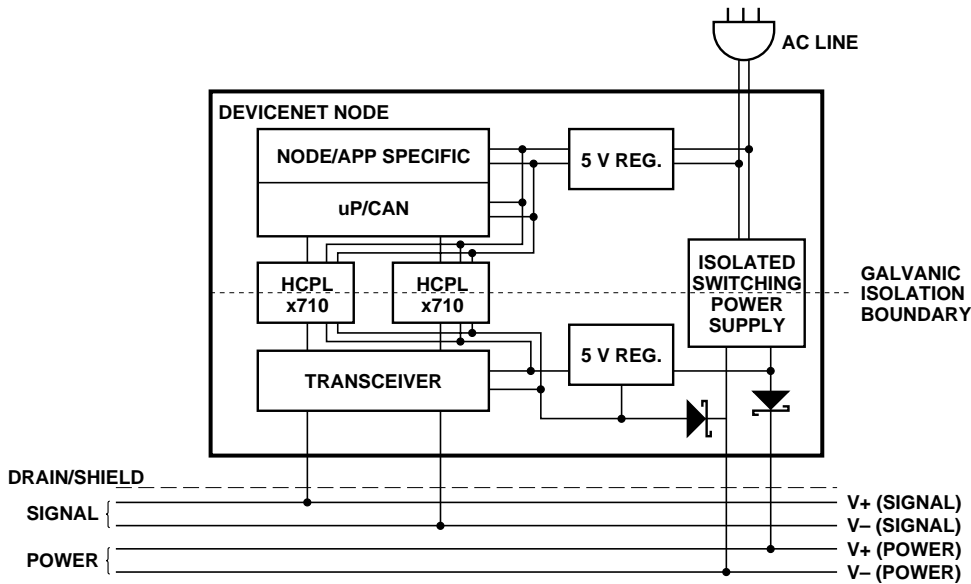 AC LINE
DEVICENET NODE
NODE/APP SPECIFIC
5 V REG.
uP/CAN
HCPL
x710
HCPL
x710
ISOLATED
SWITCHING
POWER
SUPPLY
GALVANIC
ISOLATION
BOUNDARY
5 V REG.
TRANSCEIVER
DRAIN/SHIELD
SIGNAL
V+ (SIGNAL)
V– (SIGNAL)
POWER
V+ (POWER)
V– (POWER)